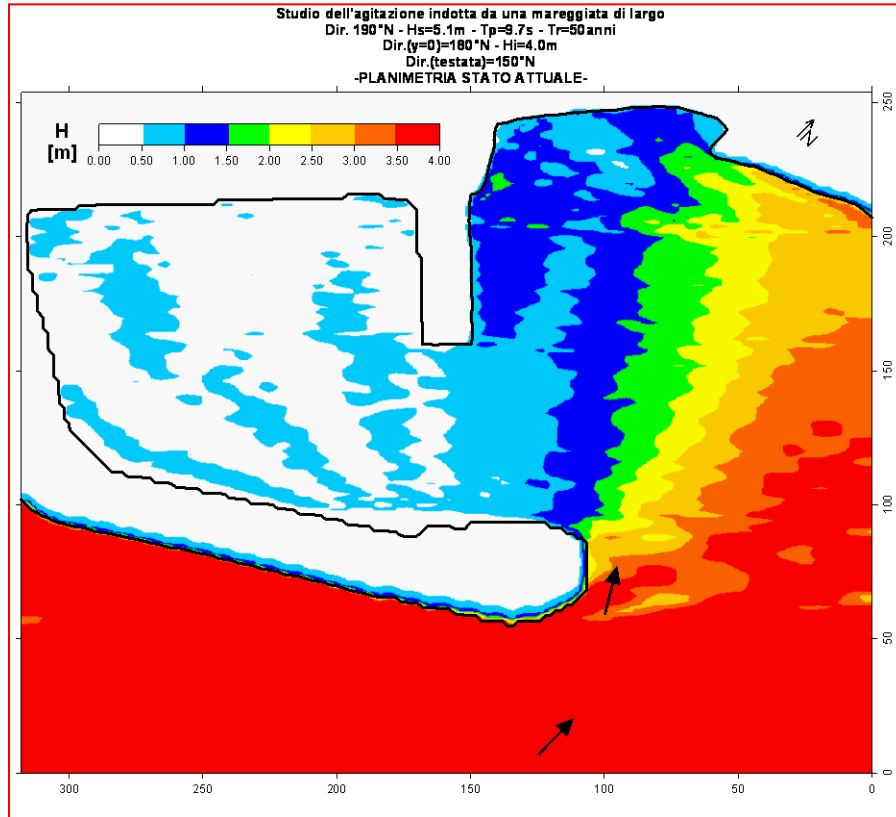 Studio dell'agitazione indotta da una mareggiata di largo
Dir. 190°N - Hs=5.1m - Tp=9.7s - Tr=50anni
Dir.(y=0)=180°N - Hi=4.0m
Dir.(testata)=150°N
-PLANIMETRIA STATO ATTUALE-
H
[m]
0.00 0.50 1.00 1.50 2.00 2.50 3.00 3.50 4.00
N
250
200
150
100
50
0
300 250 200 150 100 50 0